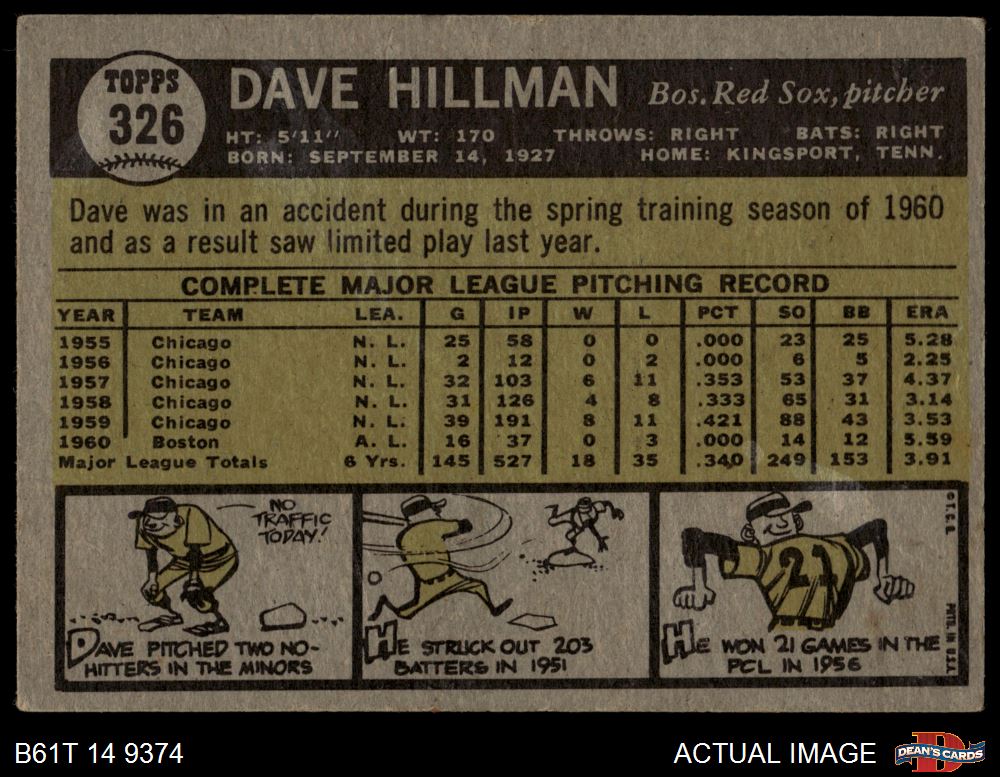 TOPPS
326
DAVE HILLMAN Bos. Red Sox, pitcher
HT: 5'11" WT: 170 THROWS: RIGHT BATS: RIGHT
BORN: SEPTEMBER 14, 1927 HOME: KINGSPORT, TENN.
Dave was in an accident during the spring training season of 1960
and as a result saw limited play last year.
COMPLETE MAJOR LEAGUE PITCHING RECORD
YEAR TEAM LEA. G IP W L PCT SO BB ERA
1955 Chicago N. L. 25 58 0 0 .000 23 25 5.28
1956 Chicago N. L. 2 12 0 2 .000 6 5 2.25
1957 Chicago N. L. 32 103 6 11 .353 53 37 4.37
1958 Chicago N. L. 31 126 4 8 .333 65 31 3.14
1959 Chicago N. L. 39 191 8 11 .421 88 43 3.53
1960 Boston A. L. 16 37 0 3 .000 14 12 5.59
Major League Totals 6 Yrs. 145 527 18 35 .340 249 153 3.91
NO
TRAFFIC
TODAY!
DAVE PITCHED TWO NO-
HITTERS IN THE MINORS
HE STRUCK OUT 203
BATTERS IN 1951
21
HE WON 21 GAMES IN THE
PCL IN 1956
© T. C. G.
PTD. IN U.S.A.
B61T 14 9374
ACTUAL IMAGE
D
DEAN'S CARDS